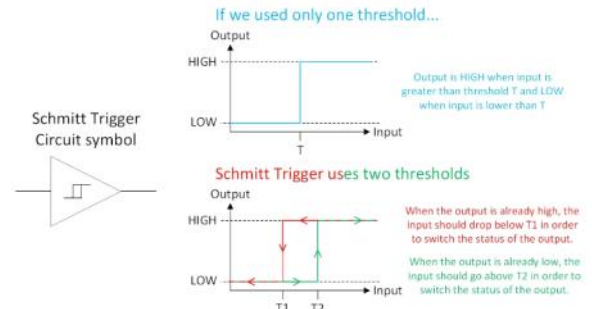 If we used only one threshold...
Output
HIGH
LOW
Input
T
Output is HIGH when input is
greater than threshold T and LOW
when input is lower than T
Schmitt Trigger
Circuit symbol
Schmitt Trigger uses two thresholds
Output
HIGH
LOW
Input
T1 T2
When the output is already high, the
input should drop below T1 in order
to switch the status of the output.
When the output is already low, the
input should go above T2 in order to
switch the status of the output.